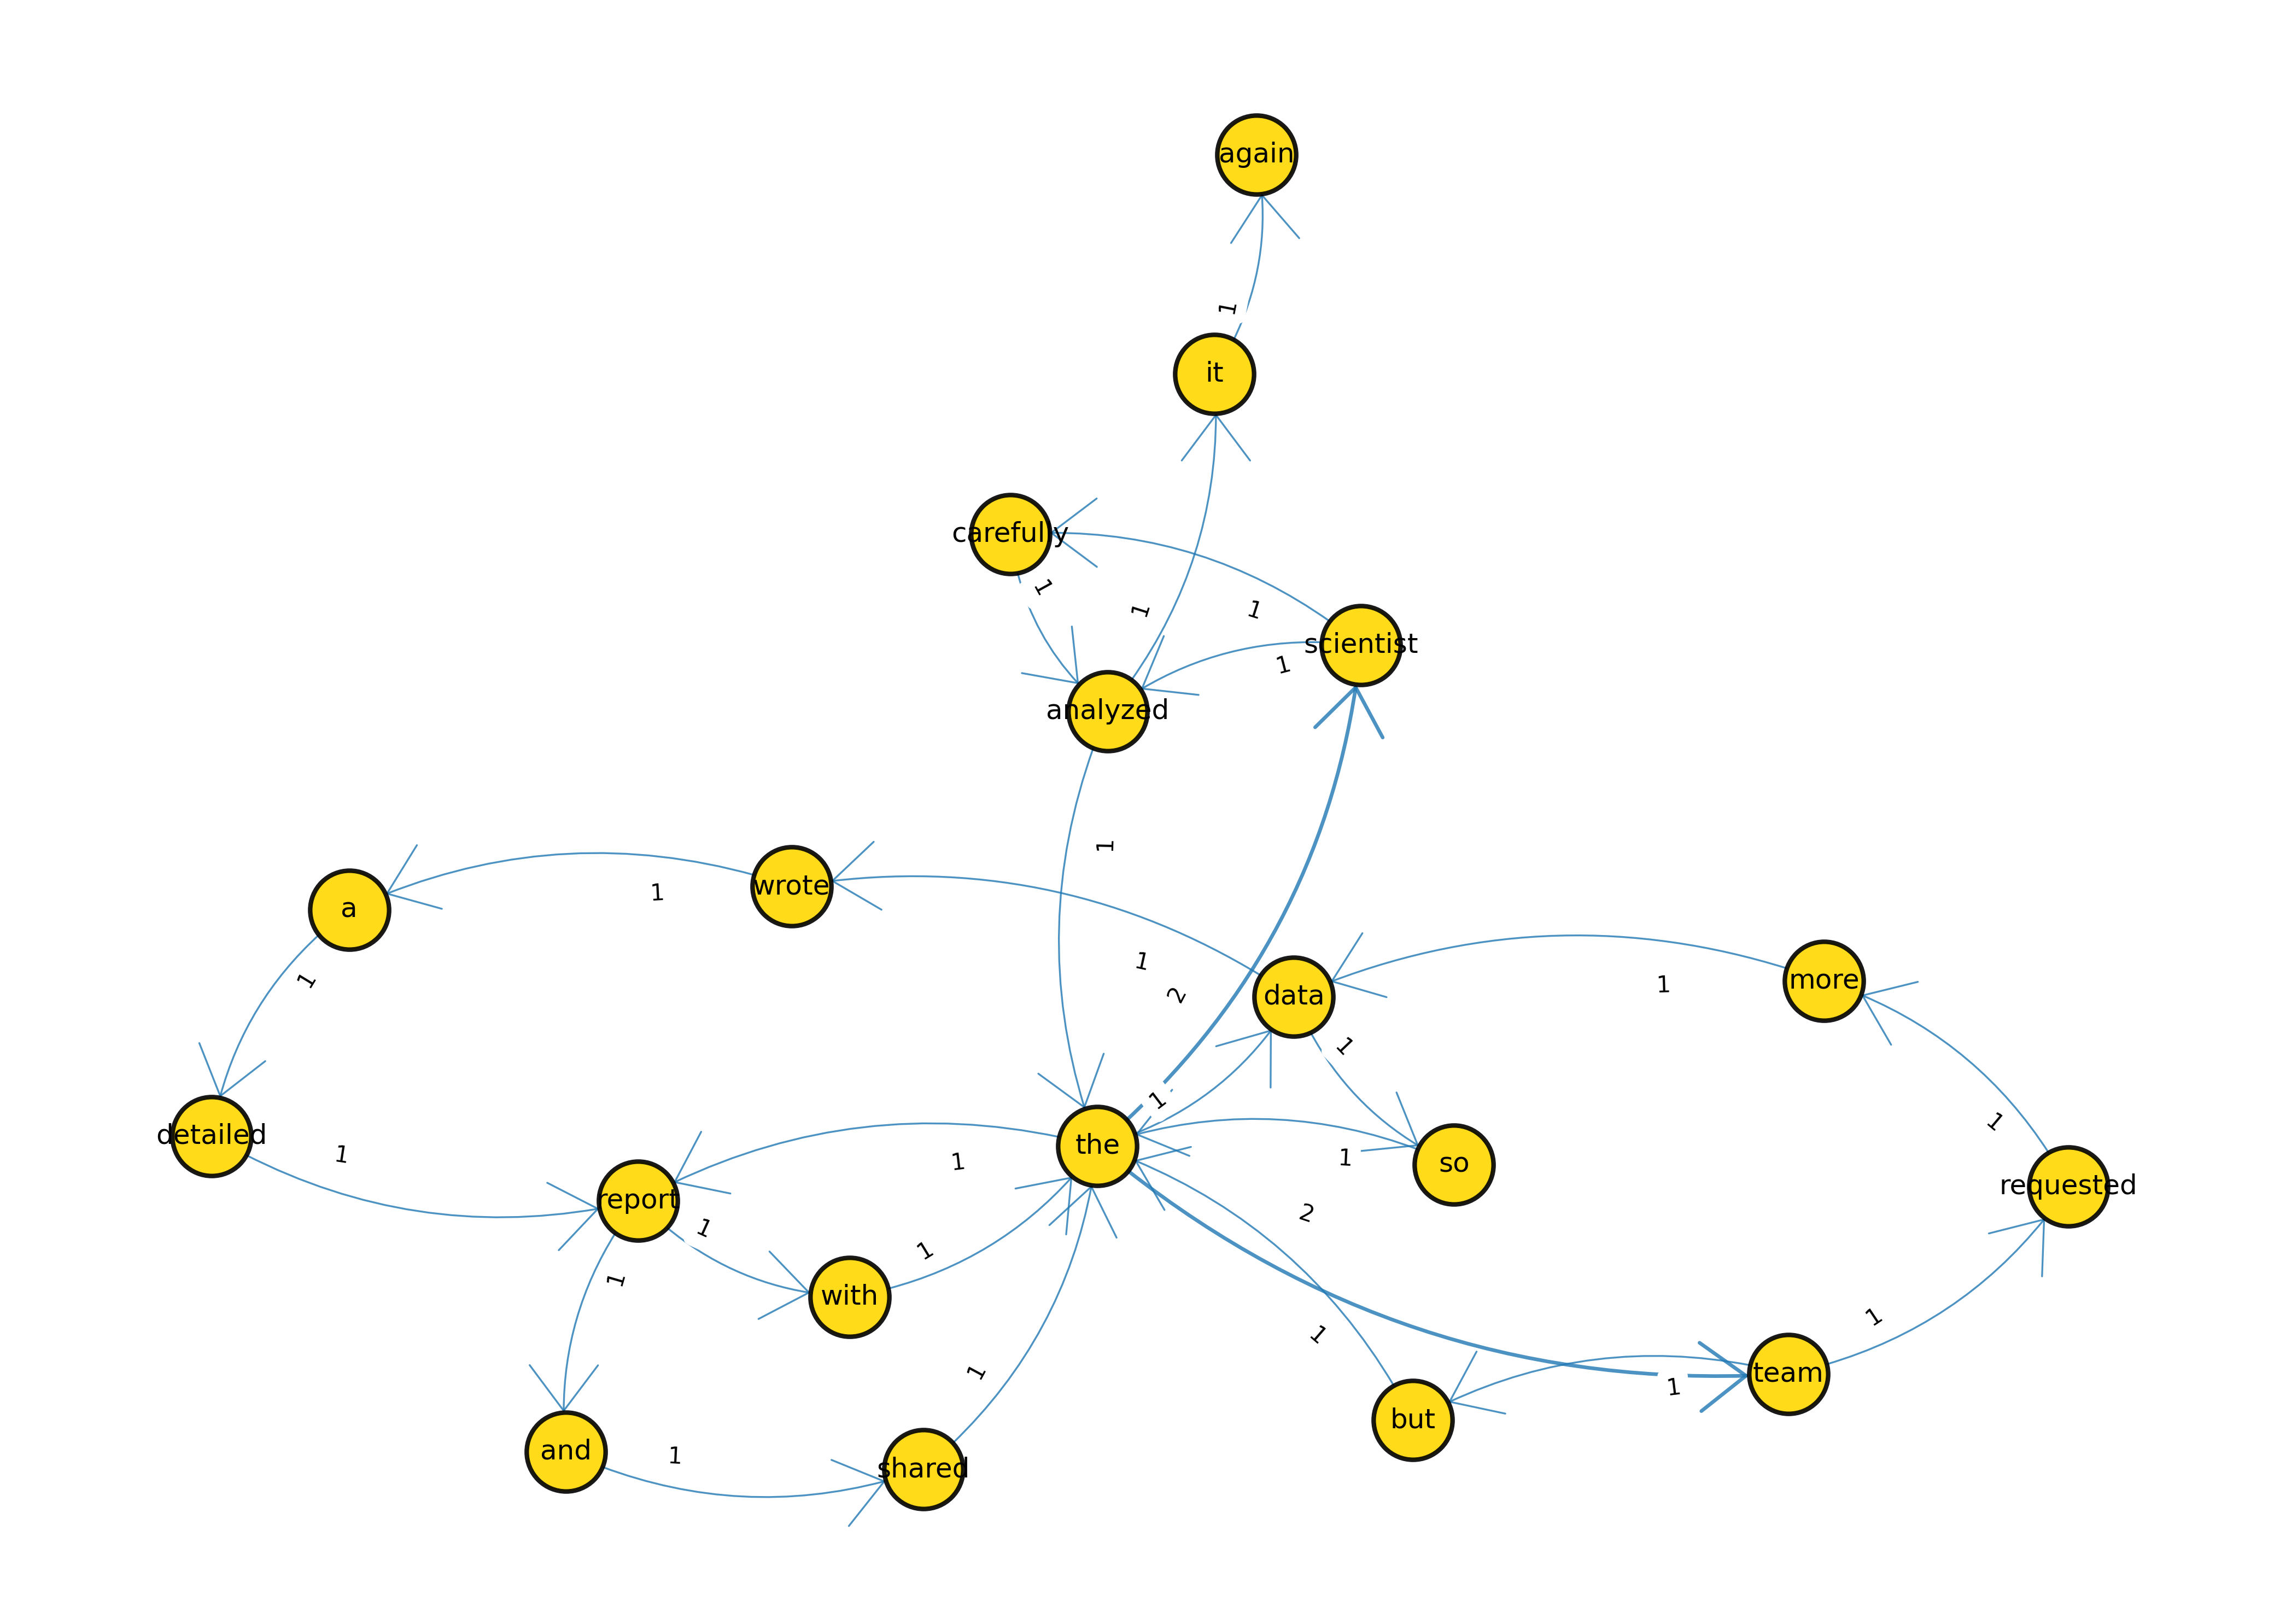 again
1
it
carefully
1
1
1
scientist
1
analyzed
1
wrote
1
a
1
1
2
data
more
1
1
1
1
1
the
detailed
1
1
1
so
requested
report
1
2
1
with
1
1
1
1
1
team
but
and
1
shared